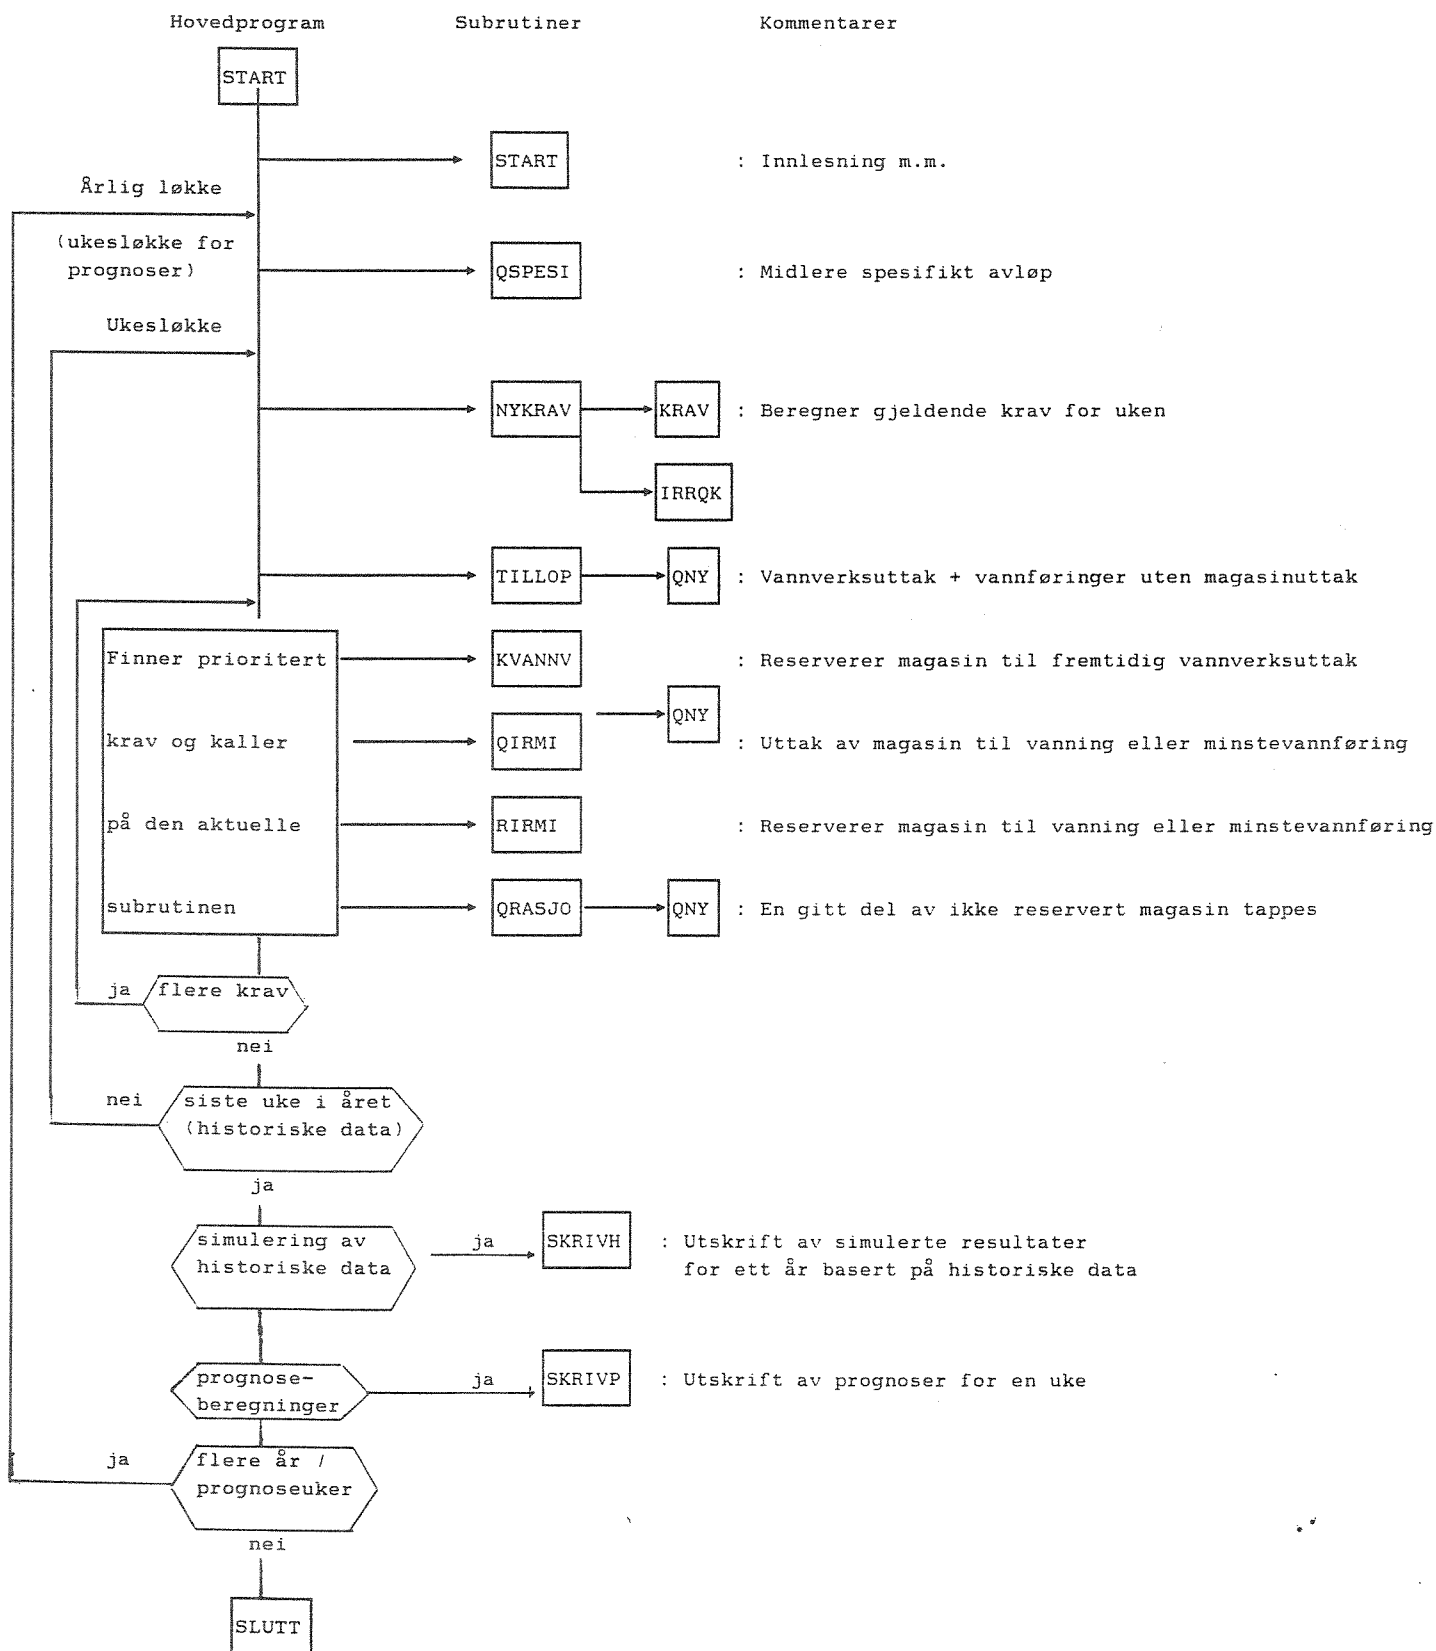 Hovedprogram Subrutiner Kommentarer
START
START : Innlesning m.m.
Årlig løkke
(ukesløkke for
prognoser) QSPESI : Midlere spesifikt avløp
Ukesløkke
NYKRAV KRAV : Beregner gjeldende krav for uken
IRRQK
TILLOP QNY : Vannverksuttak + vannføringer uten magasinuttak
Finner prioritert KVANNV : Reserverer magasin til fremtidig vannverksuttak
QNY
krav og kaller QIRMI : Uttak av magasin til vanning eller minstevannføring
på den aktuelle RIRMI : Reserverer magasin til vanning eller minstevannføring
subrutinen QRASJO QNY : En gitt del av ikke reservert magasin tappes
ja flere krav
nei
nei siste uke i året
(historiske data)
ja
simulering av ja SKRIVH : Utskrift av simulerte resultater
historiske data for ett år basert på historiske data
prognose- ja SKRIVP : Utskrift av prognoser for en uke
beregninger
ja flere år /
prognoseuker
nei
SLUTT